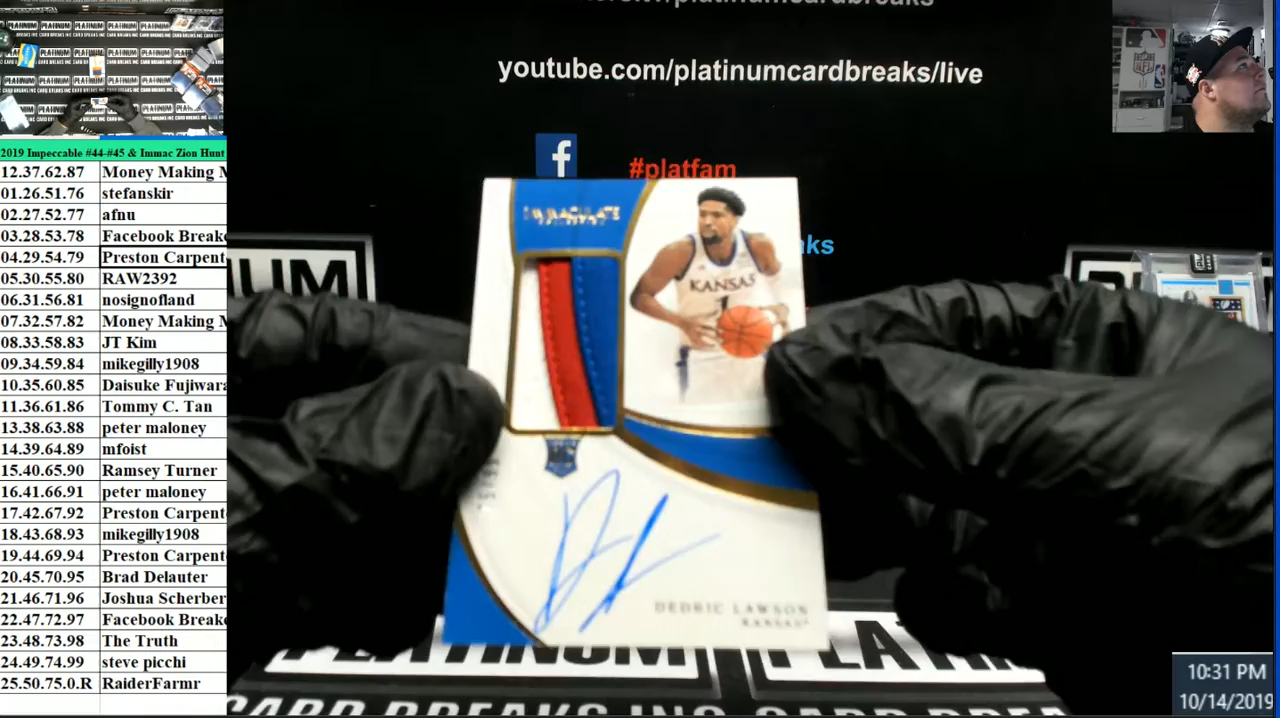 youtube.com/platinumcardbreaks/live
#platfam
2019 Impeccable #44-#45 & Immac Zion Hunt
12.37.62.87 Money Making M
01.26.51.76 stefanskir
02.27.52.77 afnu
03.28.53.78 Facebook Breake
04.29.54.79 Preston Carpent
05.30.55.80 RAW2392
06.31.56.81 nosignofland
07.32.57.82 Money Making M
08.33.58.83 JT Kim
09.34.59.84 mikegilly1908
10.35.60.85 Daisuke Fujiwara
11.36.61.86 Tommy C. Tan
13.38.63.88 peter maloney
14.39.64.89 mfoist
15.40.65.90 Ramsey Turner
16.41.66.91 peter maloney
17.42.67.92 Preston Carpent
18.43.68.93 mikegilly1908
19.44.69.94 Preston Carpent
20.45.70.95 Brad Delauter
21.46.71.96 Joshua Scherber
22.47.72.97 Facebook Breake
23.48.73.98 The Truth
24.49.74.99 steve picchi
25.50.75.0.R RaiderFarmr
IMMACULATE
KANSAS
1
DEDRIC LAWSON
KANSAS
PLATINUM
CARD BREAKS INC
10:31 PM
10/14/2019